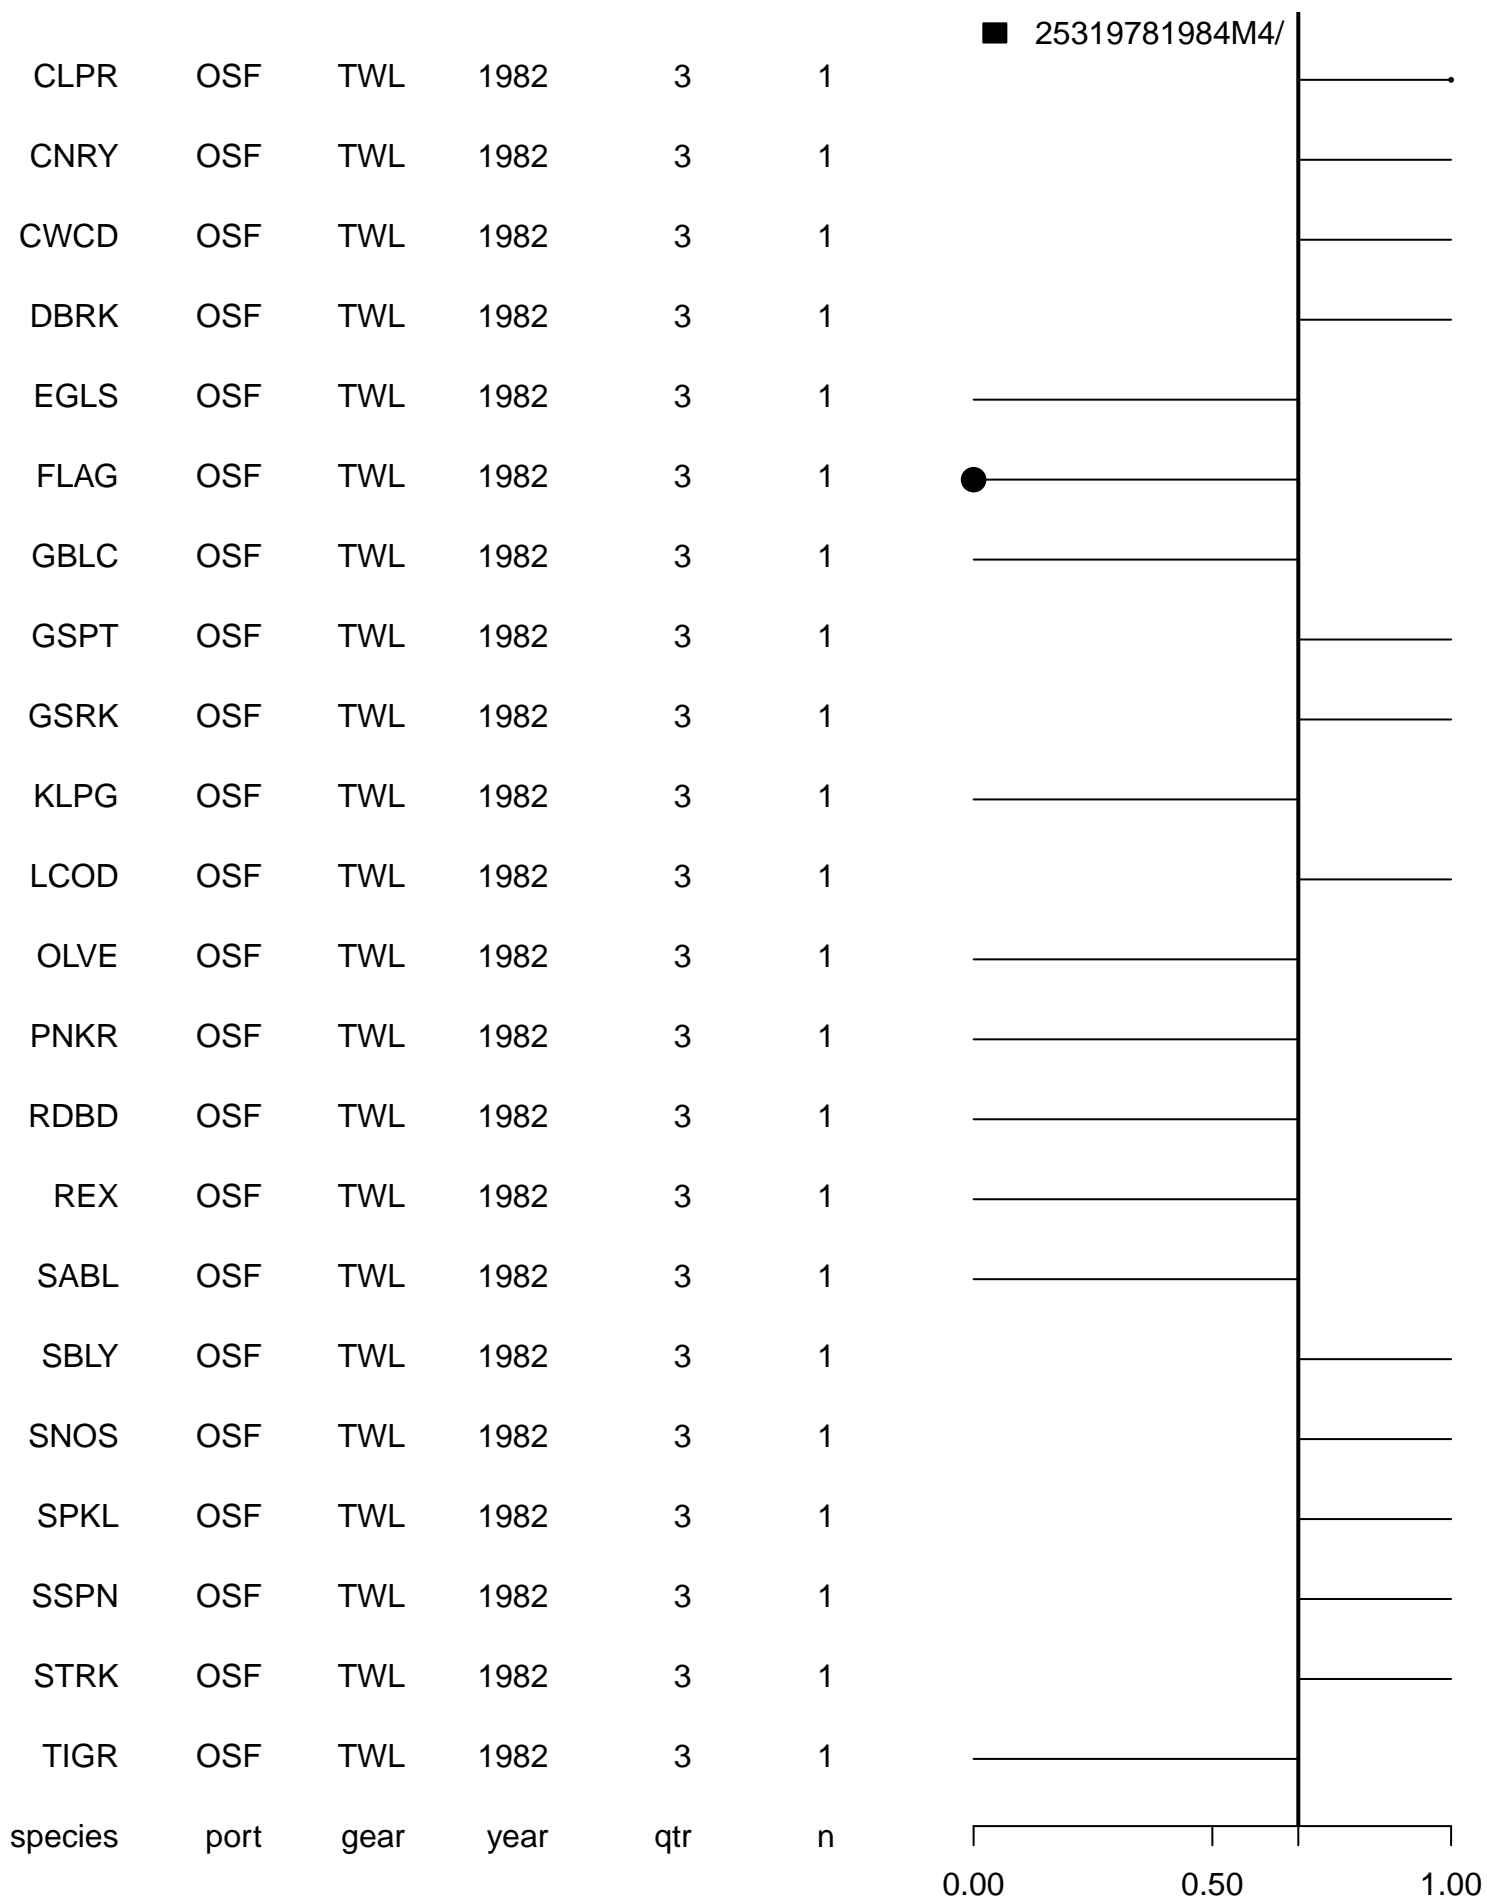 25319781984M4/
CLPR OSF TWL 1982 3 1
CNRY OSF TWL 1982 3 1
CWCD OSF TWL 1982 3 1
DBRK OSF TWL 1982 3 1
EGLS OSF TWL 1982 3 1
FLAG OSF TWL 1982 3 1
GBLC OSF TWL 1982 3 1
GSPT OSF TWL 1982 3 1
GSRK OSF TWL 1982 3 1
KLPG OSF TWL 1982 3 1
LCOD OSF TWL 1982 3 1
OLVE OSF TWL 1982 3 1
PNKR OSF TWL 1982 3 1
RDBD OSF TWL 1982 3 1
REX OSF TWL 1982 3 1
SABL OSF TWL 1982 3 1
SBLY OSF TWL 1982 3 1
SNOS OSF TWL 1982 3 1
SPKL OSF TWL 1982 3 1
SSPN OSF TWL 1982 3 1
STRK OSF TWL 1982 3 1
TIGR OSF TWL 1982 3 1
species port gear year qtr n
0.00 0.50 1.00